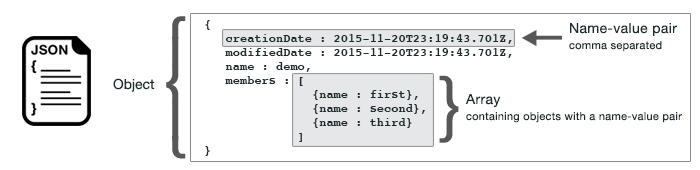 JSON
{
}
Object
{
creationDate : 2015-11-20T23:19:43.701Z,
modifiedDate : 2015-11-20T23:19:43.701Z,
name : demo,
members : [
{name : first},
{name : second},
{name : third}
]
}
Name-value pair
comma separated
Array
containing objects with a name-value pair